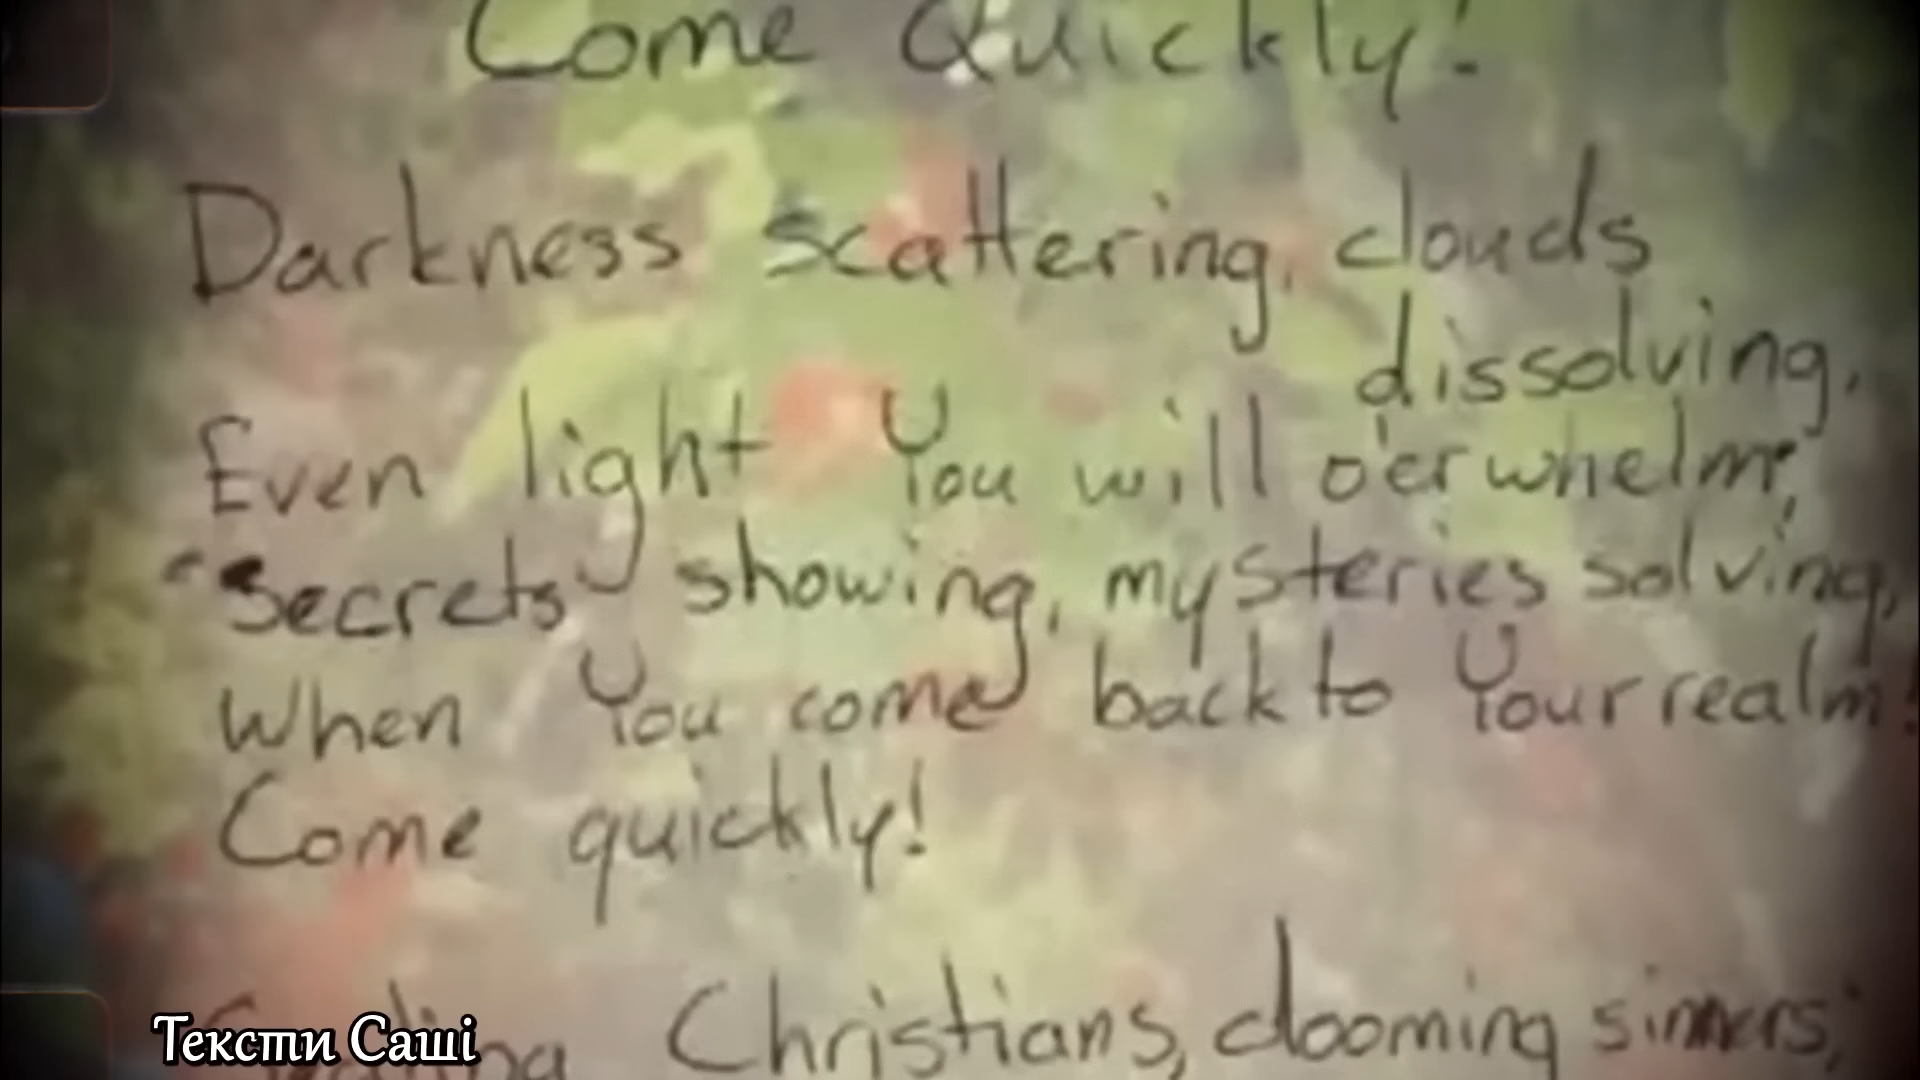 Come Quickly!
Darkness scattering, clouds
dissolving,
Even light You will o'erwhelm,
Secrets showing, mysteries solving,
When You come back to Your realm!
Come quickly!
Christians, dooming sinners,
Тексти Саші